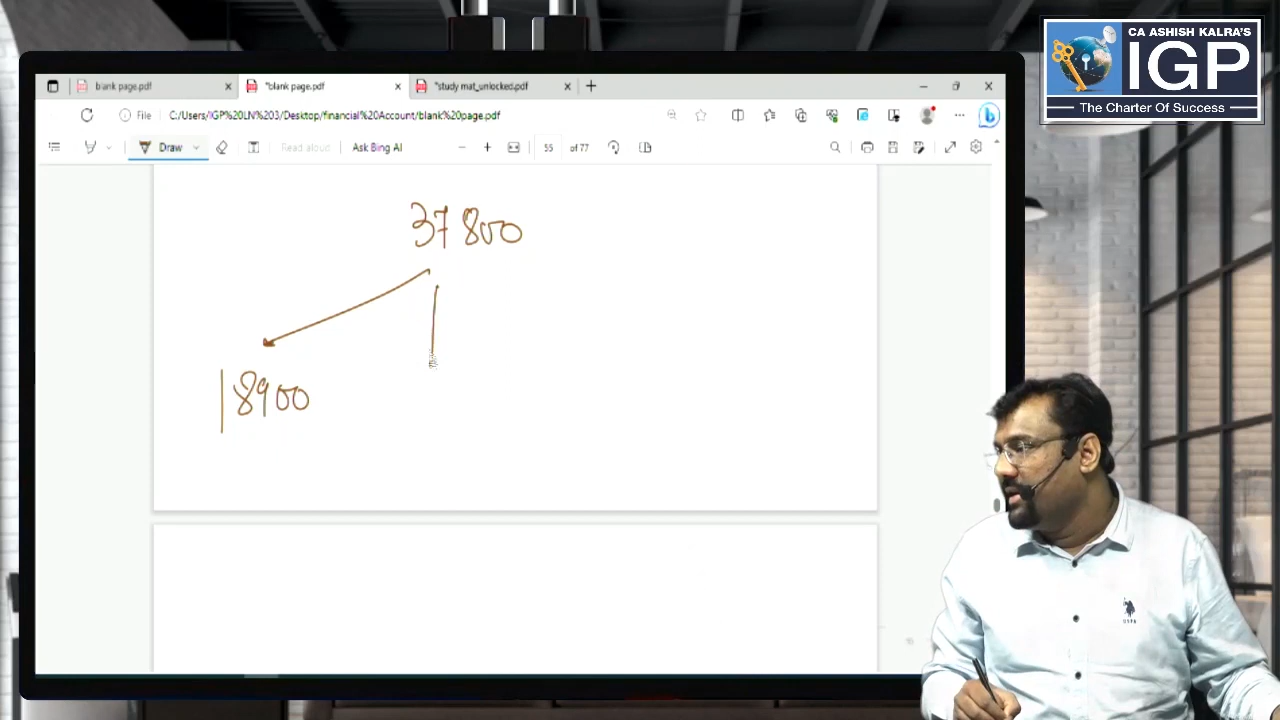 CA ASHISH KALRA'S
IGP
The Charter Of Success
blank page.pdf
*blank page.pdf
*study mat_unlocked.pdf
File
C:/Users/IGP%20LN%203/Desktop/financial%20Account/blank%20page.pdf
Draw
Read aloud
Ask Bing AI
55
of 77
37800
18900
USPA